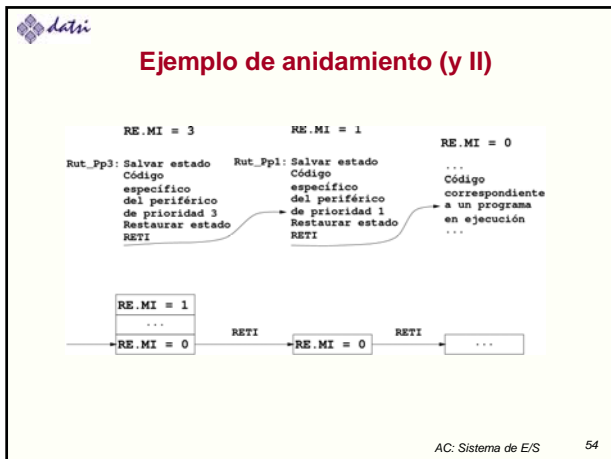 datsi
Ejemplo de anidamiento (y II)
RE.MI = 3
RE.MI = 1
RE.MI = 0
Rut_Pp3: Salvar estado
Código
específico
del periférico
de prioridad 3
Restaurar estado
RETI
Rut_Pp1: Salvar estado
Código
específico
del periférico
de prioridad 1
Restaurar estado
RETI
...
Código
correspondiente
a un programa
en ejecución
...
RE.MI = 1
...
RE.MI = 0
RETI
RE.MI = 0
RETI
...
AC: Sistema de E/S
54